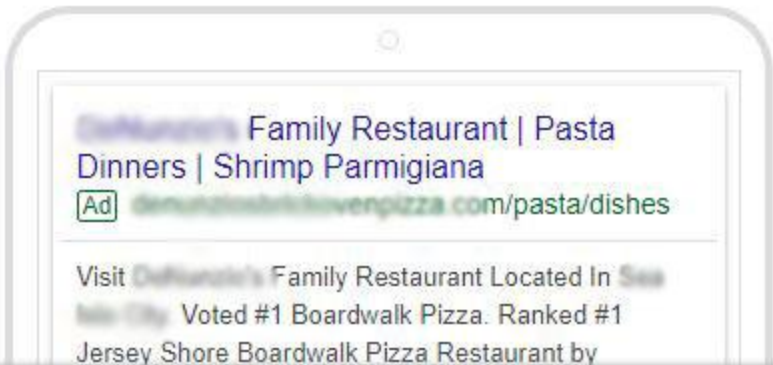 Family Restaurant | Pasta
Dinners | Shrimp Parmigiana
Ad venpizza.com/pasta/dishes
Visit Family Restaurant Located In
Voted #1 Boardwalk Pizza. Ranked #1
Jersey Shore Boardwalk Pizza Restaurant by